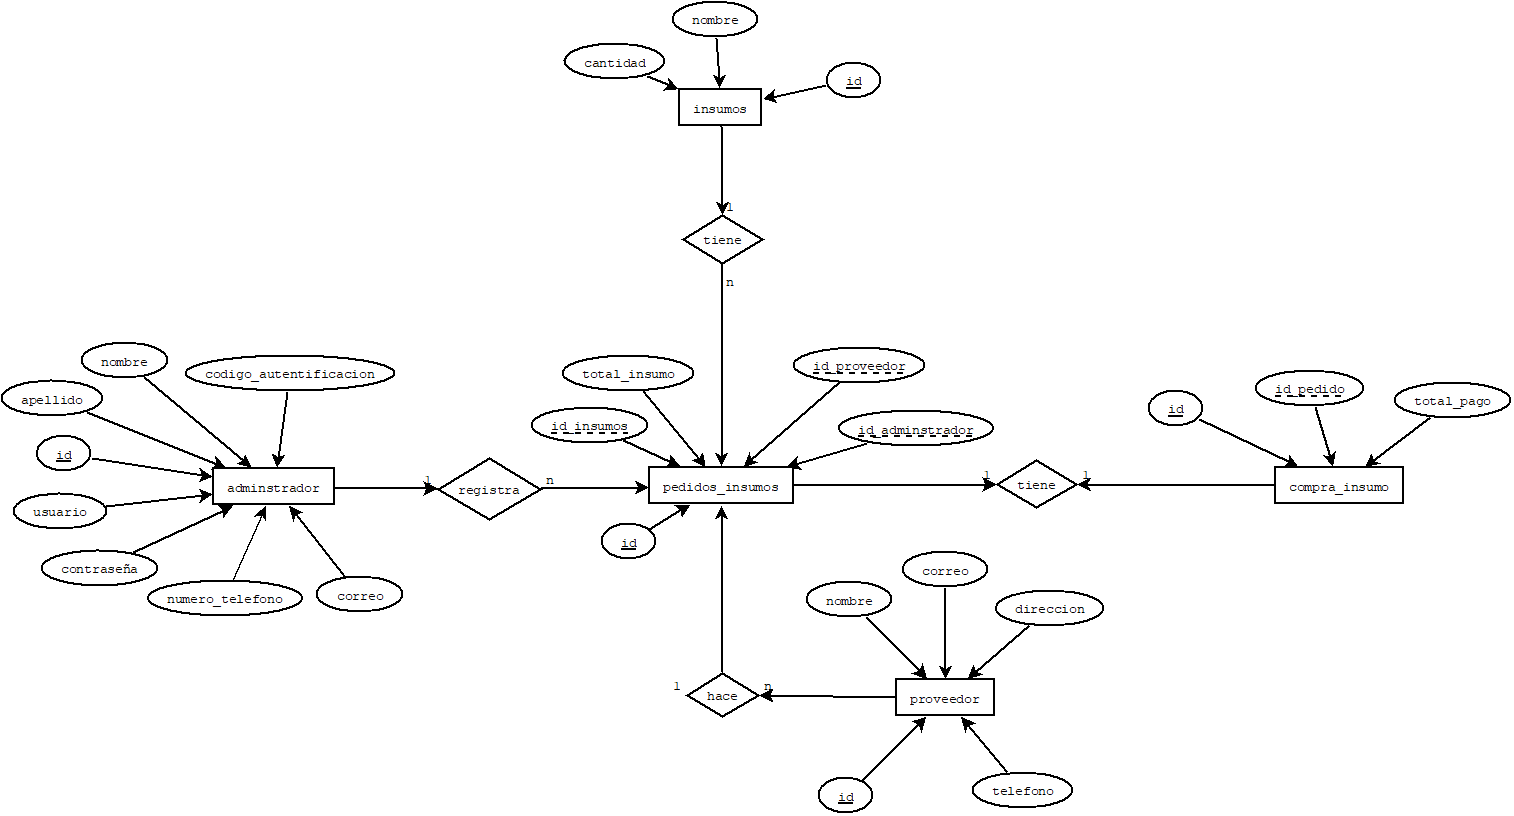 nombre
cantidad
id
insumos
1
tiene
n
nombre
codigo_autentificacion
apellido
id
usuario
contraseña
numero_telefono
correo
adminstrador
1
registra
n
total_insumo
id_proveedor
id_insumos
id_adminstrador
pedidos_insumos
id
1
tiene
1
id
id_pedido
total_pago
compra_insumo
1
hace
n
nombre
correo
direccion
proveedor
id
telefono